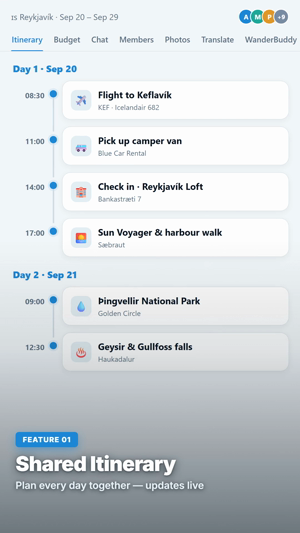 ıs Reykjavík · Sep 20 – Sep 29
A M P +9
Itinerary Budget Chat Members Photos Translate WanderBuddy
Day 1 · Sep 20
08:30
Flight to Keflavík
KEF · Icelandair 682
11:00
Pick up camper van
Blue Car Rental
14:00
Check in · Reykjavík Loft
Bankastræti 7
17:00
Sun Voyager & harbour walk
Sæbraut
Day 2 · Sep 21
09:00
Þingvellir National Park
Golden Circle
12:30
Geysir & Gullfoss falls
Haukadalur
FEATURE 01
Shared Itinerary
Plan every day together — updates live